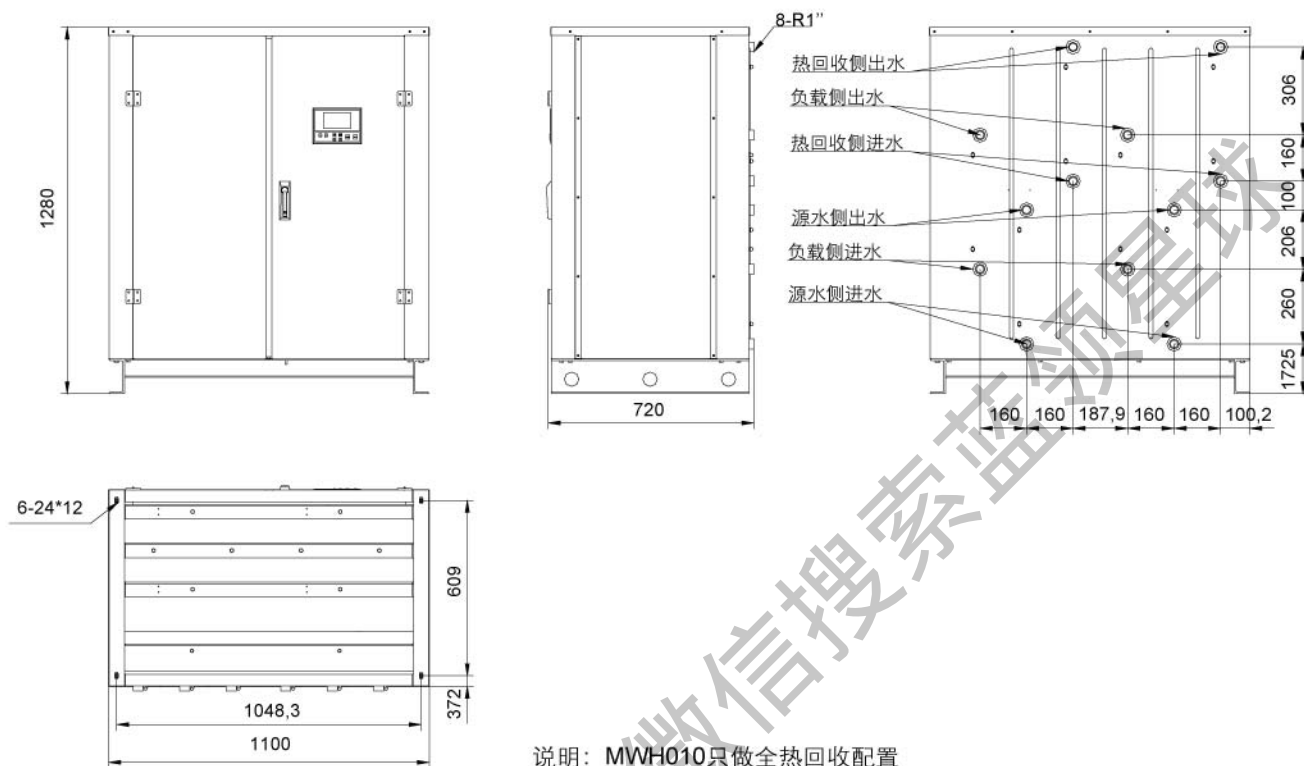 8-R1''
热回收侧出水
负载侧出水
热回收侧进水
源水侧出水
负载侧进水
源水侧进水
1280
720
306
160
100
206
260
1725
160 160 187,9 160 160 100,2
6-24*12
609
372
1048,3
1100
说明：MWH010只做全热回收配置
微信搜索蓝领星球